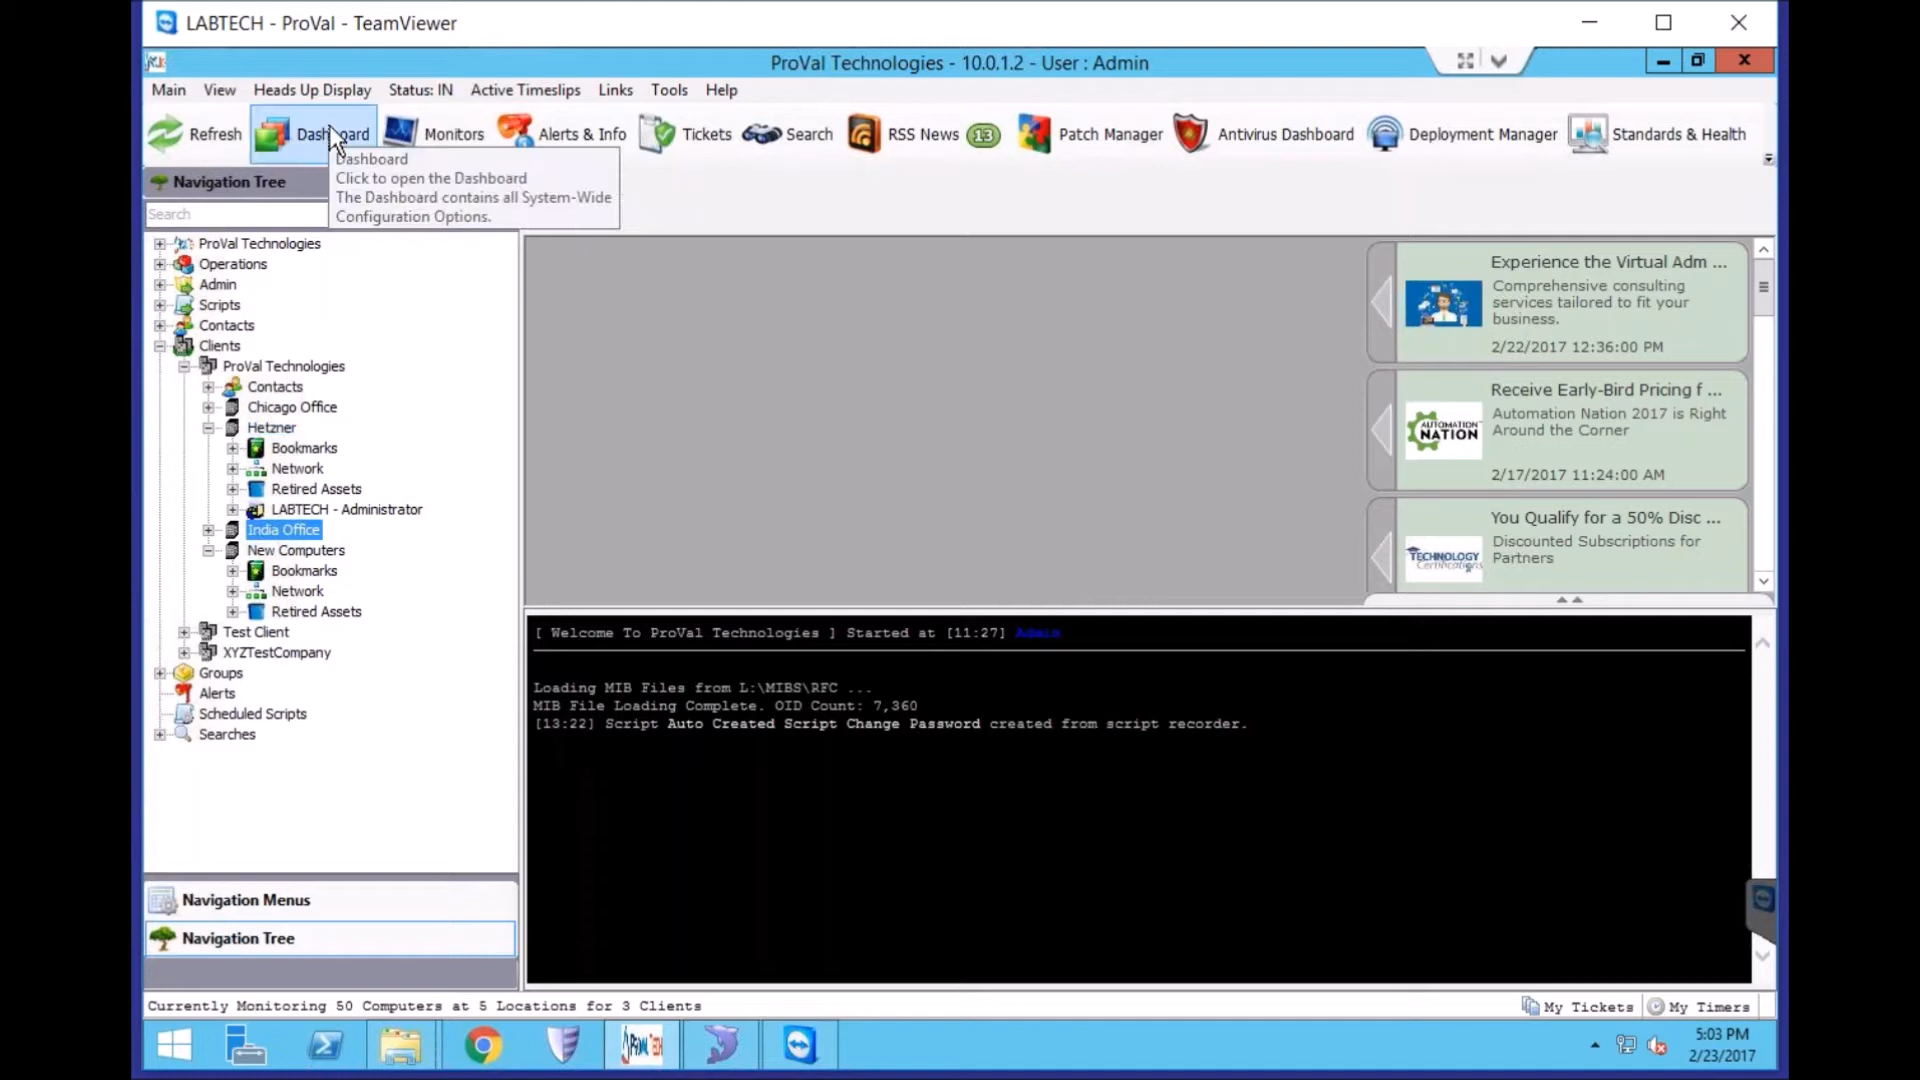 LABTECH - ProVal - TeamViewer
ProVal Technologies - 10.0.1.2 - User : Admin
Main View Heads Up Display Status: IN Active Timeslips Links Tools Help
Refresh Dashboard Monitors Alerts & Info Tickets Search RSS News 13 Patch Manager Antivirus Dashboard Deployment Manager Standards & Health
Dashboard
Click to open the Dashboard
The Dashboard contains all System-Wide
Configuration Options.
Navigation Tree
Search
ProVal Technologies
Operations
Admin
Scripts
Contacts
Clients
ProVal Technologies
Contacts
Chicago Office
Hetzner
Bookmarks
Network
Retired Assets
LABTECH - Administrator
India Office
New Computers
Bookmarks
Network
Retired Assets
Test Client
XYZTestCompany
Groups
Alerts
Scheduled Scripts
Searches
Navigation Menus
Navigation Tree
Experience the Virtual Adm ...
Comprehensive consulting
services tailored to fit your
business.
2/22/2017 12:36:00 PM
Receive Early-Bird Pricing f ...
AUTOMATION
NATION
Automation Nation 2017 is Right
Around the Corner
2/17/2017 11:24:00 AM
You Qualify for a 50% Disc ...
TECHNOLOGY
Certifications
Discounted Subscriptions for
Partners
[ Welcome To ProVal Technologies ] Started at [11:27] Admin
Loading MIB Files from L:\MIBS\RFC ...
MIB File Loading Complete. OID Count: 7,360
[13:22] Script Auto Created Script Change Password created from script recorder.
Currently Monitoring 50 Computers at 5 Locations for 3 Clients
My Tickets My Timers
5:03 PM
2/23/2017